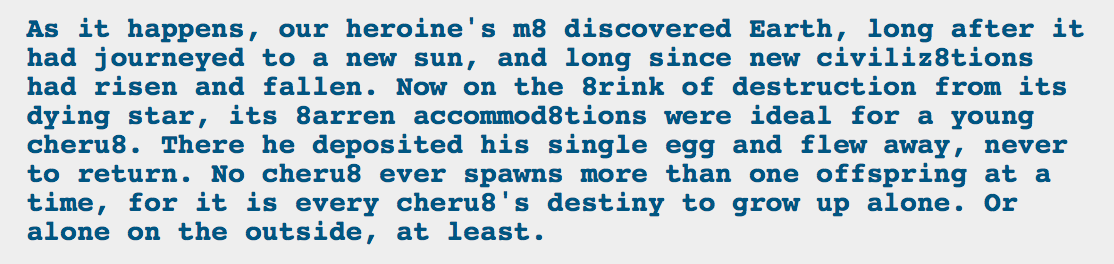 As it happens, our heroine's m8 discovered Earth, long after it
had journeyed to a new sun, and long since new civiliz8tions
had risen and fallen. Now on the 8rink of destruction from its
dying star, its 8arren accommod8tions were ideal for a young
cheru8. There he deposited his single egg and flew away, never
to return. No cheru8 ever spawns more than one offspring at a
time, for it is every cheru8's destiny to grow up alone. Or
alone on the outside, at least.